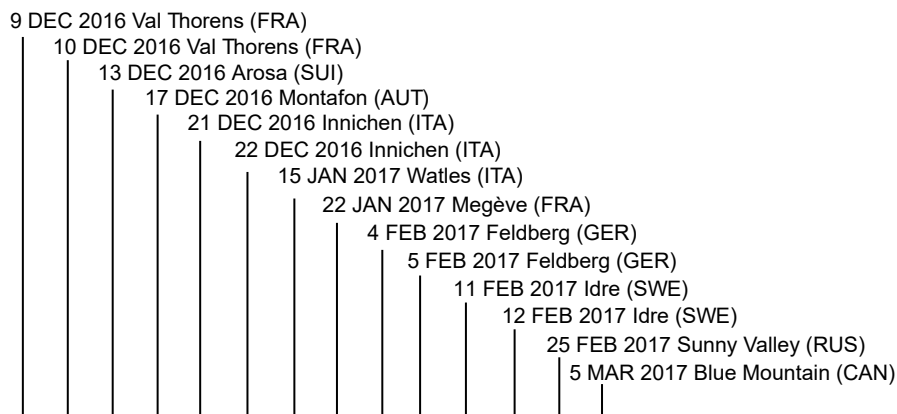 9 DEC 2016 Val Thorens (FRA)
10 DEC 2016 Val Thorens (FRA)
13 DEC 2016 Arosa (SUI)
17 DEC 2016 Montafon (AUT)
21 DEC 2016 Innichen (ITA)
22 DEC 2016 Innichen (ITA)
15 JAN 2017 Watles (ITA)
22 JAN 2017 Megève (FRA)
4 FEB 2017 Feldberg (GER)
5 FEB 2017 Feldberg (GER)
11 FEB 2017 Idre (SWE)
12 FEB 2017 Idre (SWE)
25 FEB 2017 Sunny Valley (RUS)
5 MAR 2017 Blue Mountain (CAN)